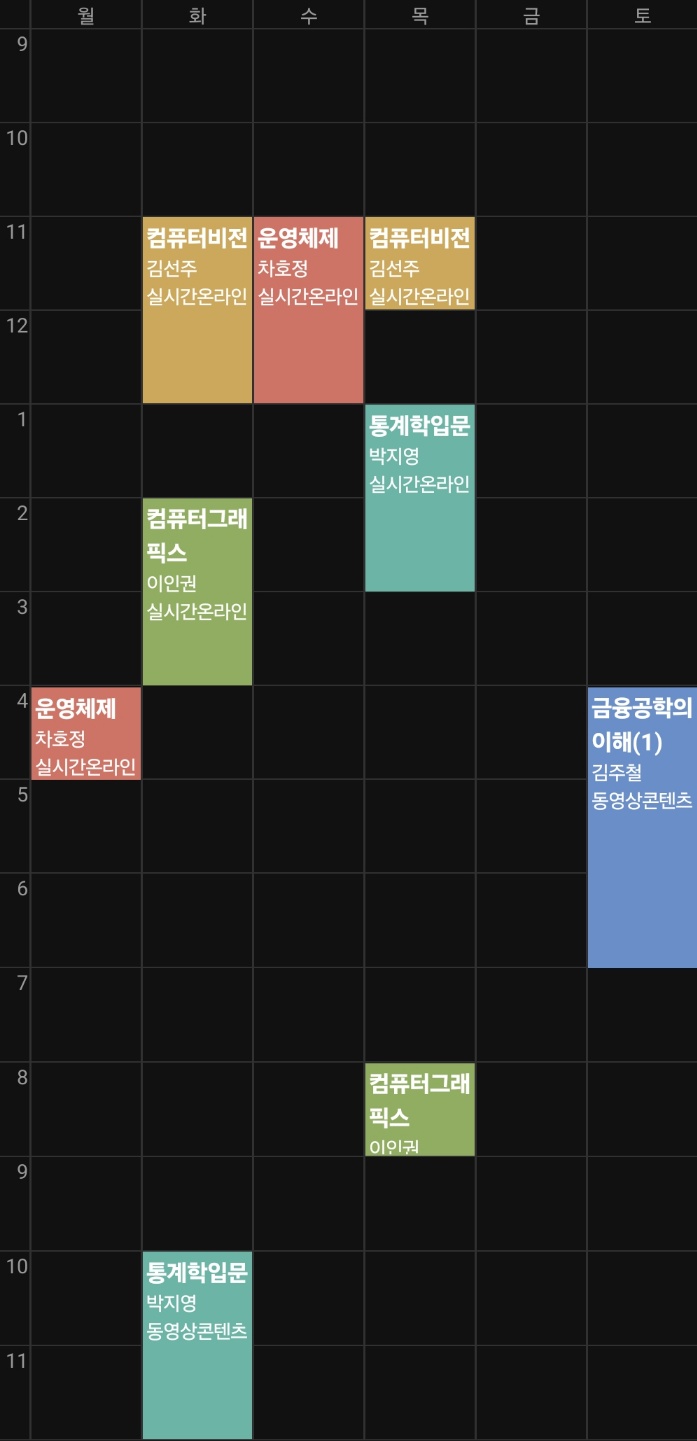 월 화 수 목 금 토
9
10
11
컴퓨터비전
김선주
실시간온라인
운영체제
차호정
실시간온라인
컴퓨터비전
김선주
실시간온라인
12
1
통계학입문
박지영
실시간온라인
2
컴퓨터그래
픽스
이인권
실시간온라인
3
4
운영체제
차호정
실시간온라인
금융공학의
이해(1)
김주철
동영상콘텐츠
5
6
7
8
컴퓨터그래
픽스
이인권
9
10
통계학입문
박지영
동영상콘텐츠
11